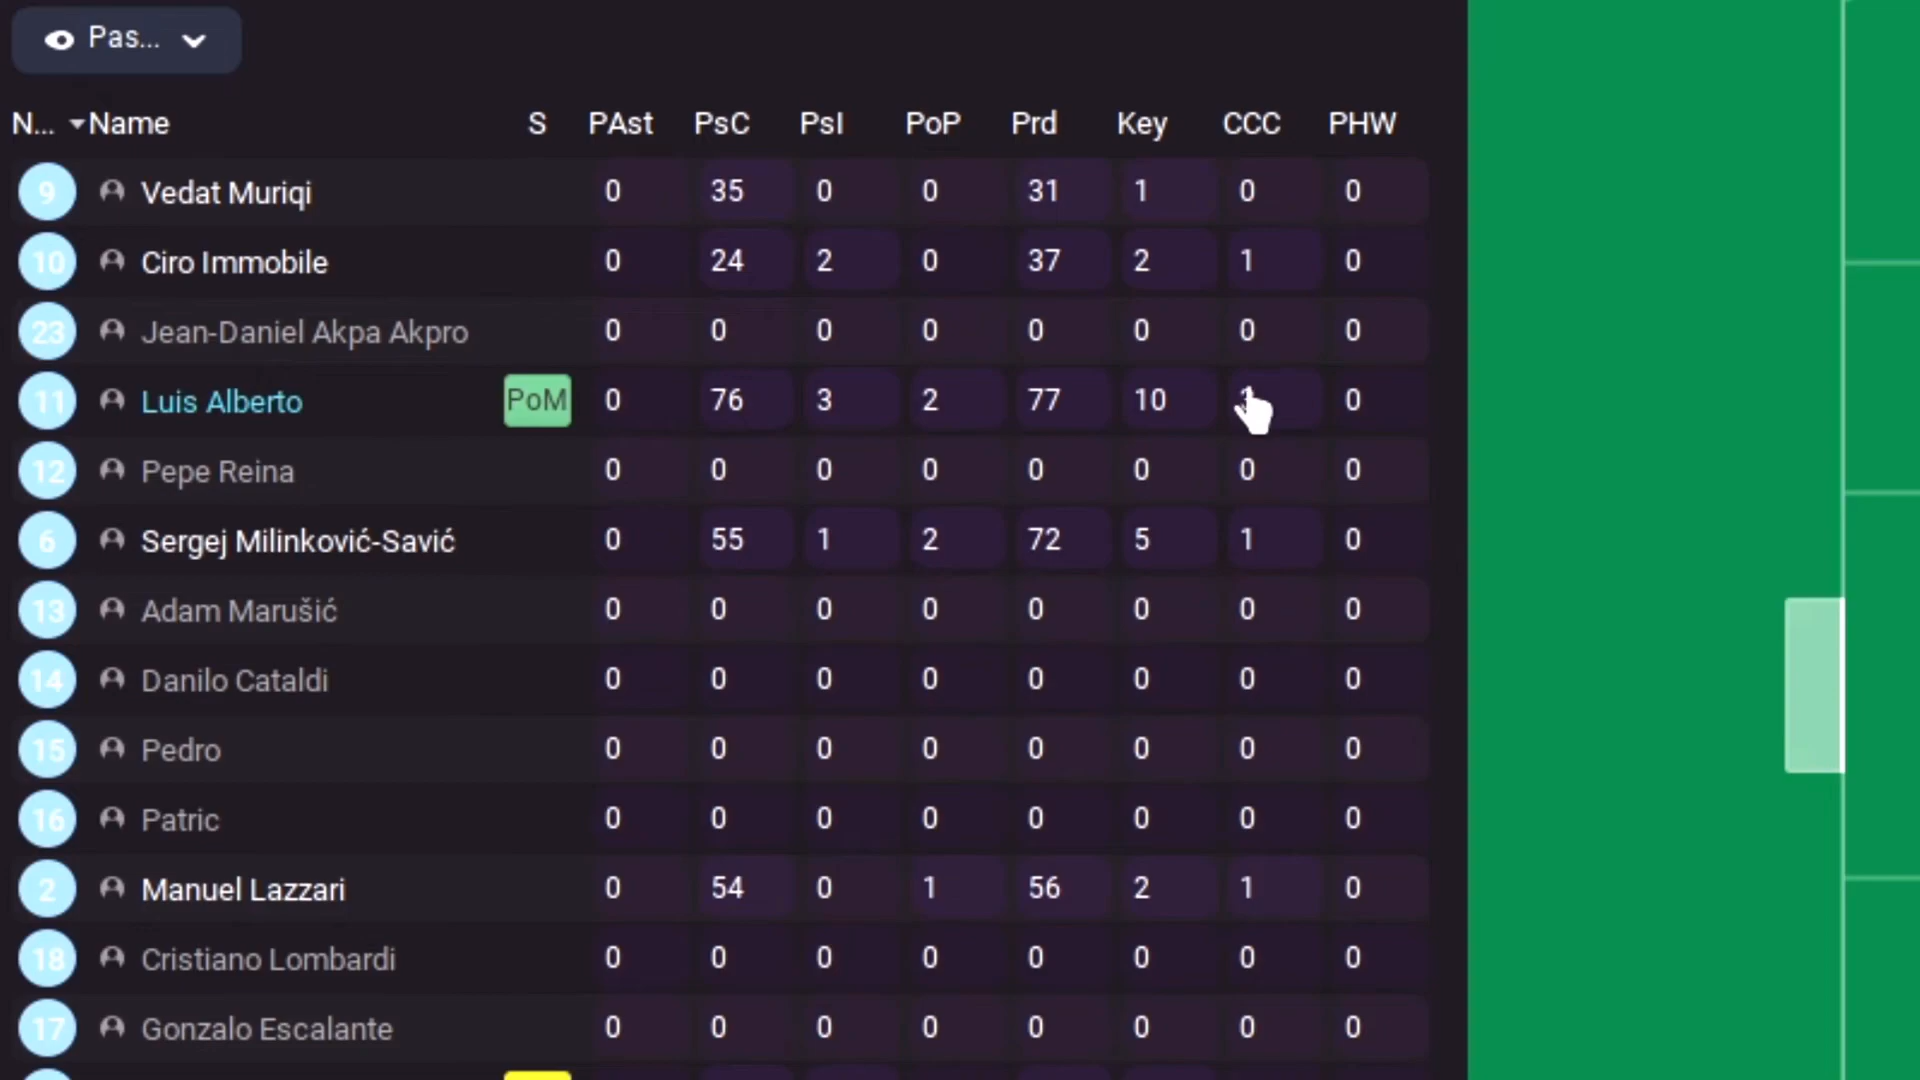 Pas...
N... Name S PAst PsC PsI PoP Prd Key CCC PHW
9 Vedat Muriqi 0 35 0 0 31 1 0 0
10 Ciro Immobile 0 24 2 0 37 2 1 0
23 Jean-Daniel Akpa Akpro 0 0 0 0 0 0 0 0
11 Luis Alberto PoM 0 76 3 2 77 10 0
12 Pepe Reina 0 0 0 0 0 0 0 0
6 Sergej Milinković-Savić 0 55 1 2 72 5 1 0
13 Adam Marušić 0 0 0 0 0 0 0 0
14 Danilo Cataldi 0 0 0 0 0 0 0 0
15 Pedro 0 0 0 0 0 0 0 0
16 Patric 0 0 0 0 0 0 0 0
2 Manuel Lazzari 0 54 0 1 56 2 1 0
18 Cristiano Lombardi 0 0 0 0 0 0 0 0
17 Gonzalo Escalante 0 0 0 0 0 0 0 0